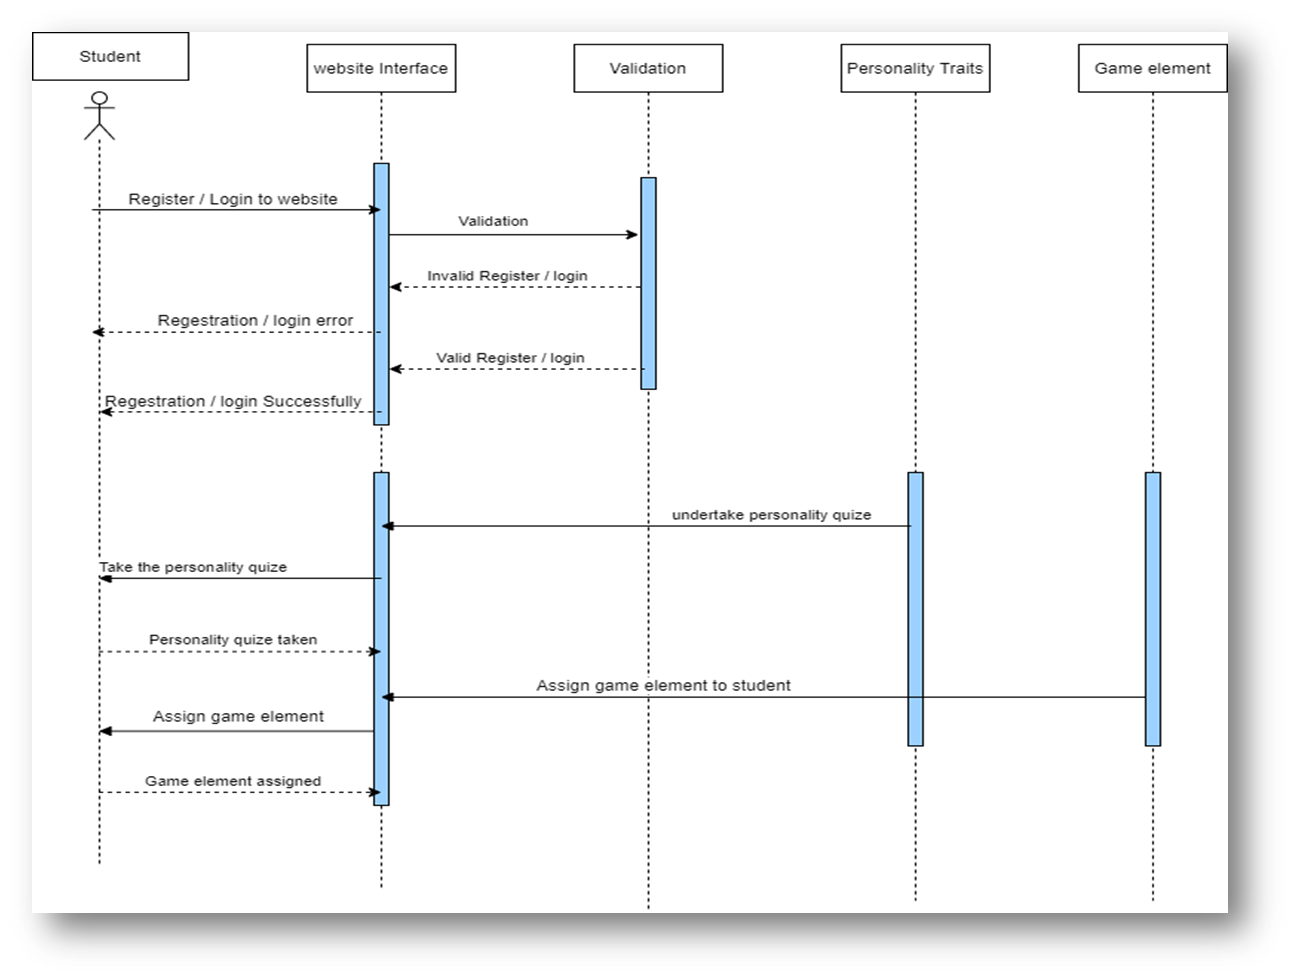 Student
website Interface
Validation
Personality Traits
Game element
Register / Login to website
Validation
Invalid Register / login
Regestration / login error
Valid Register / login
Regestration / login Successfully
undertake personality quize
Take the personality quize
Personality quize taken
Assign game element to student
Assign game element
Game element assigned